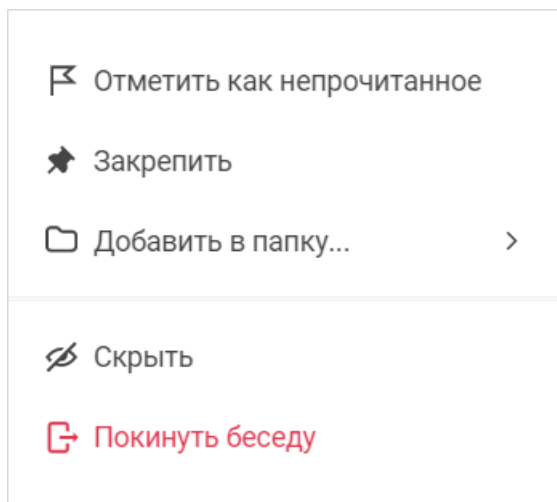 Отметить как непрочитанное
Закрепить
Добавить в папку...
Скрыть
Покинуть беседу